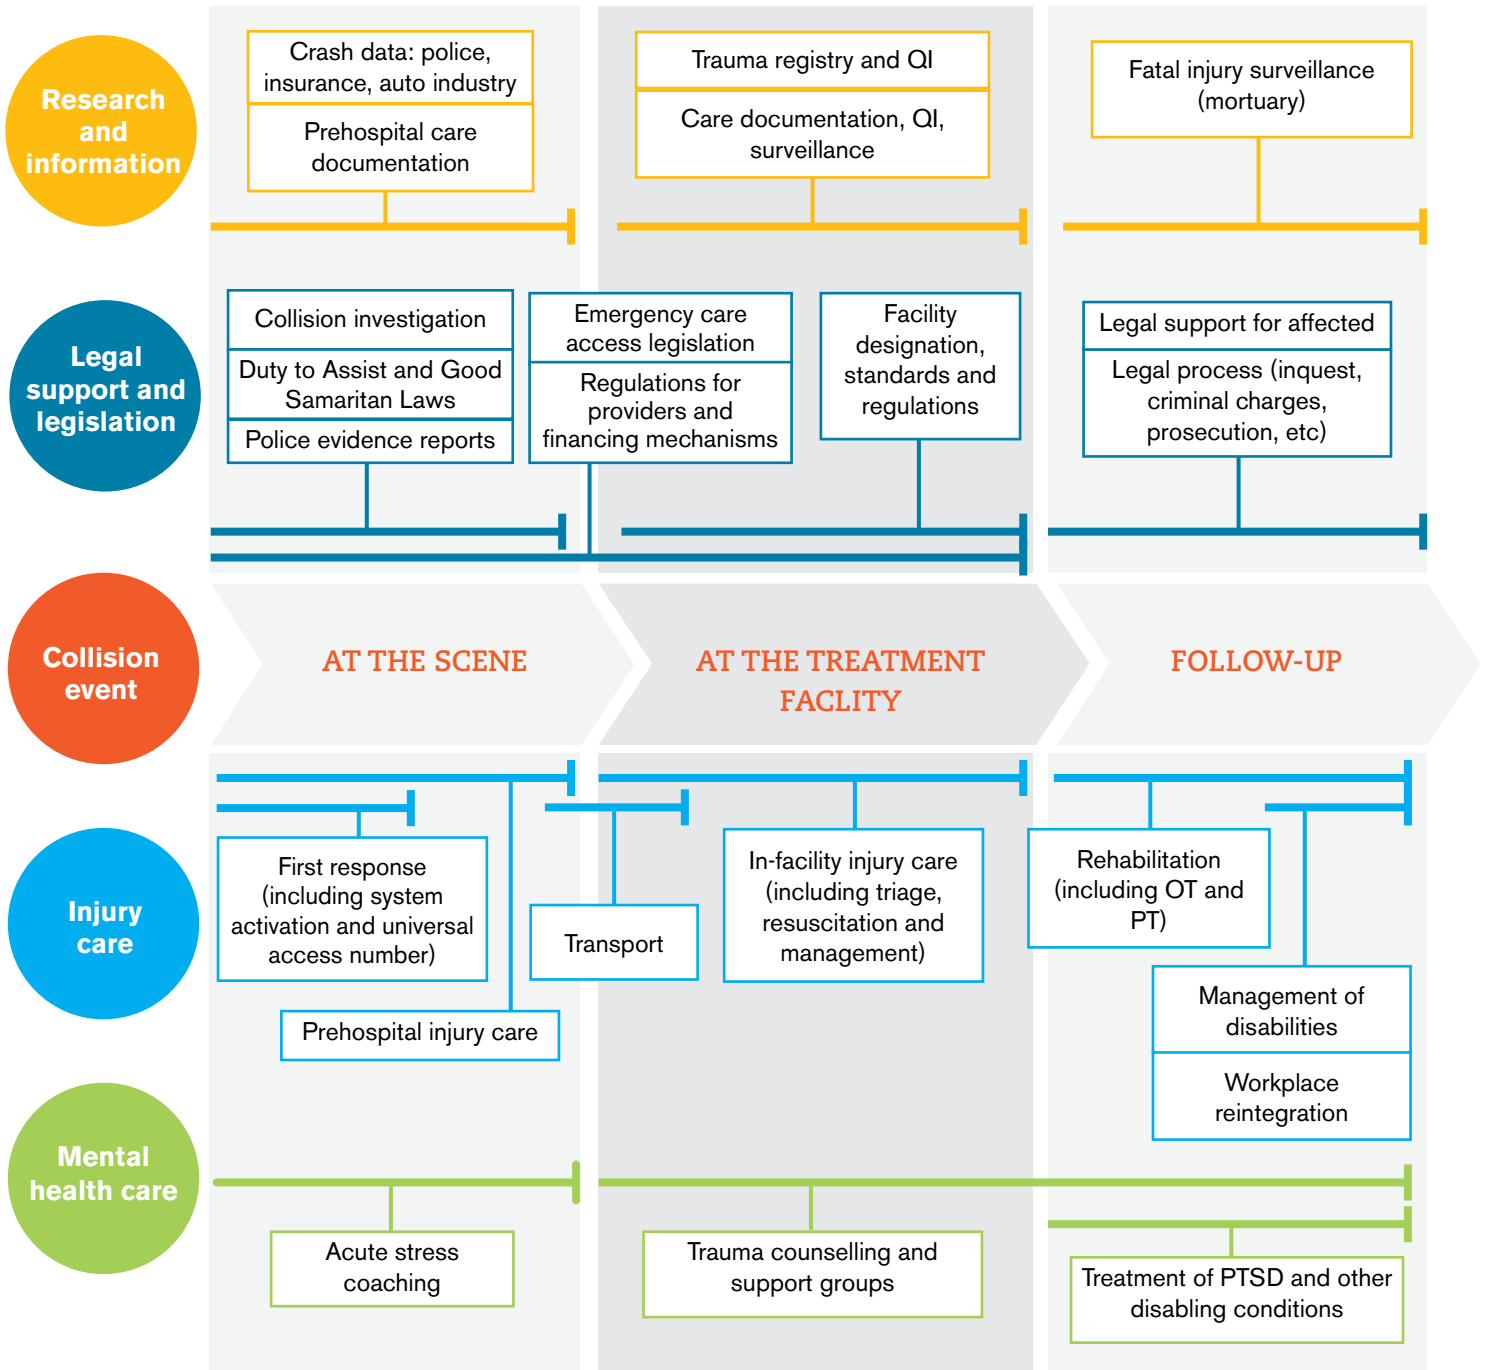 Research
and
information
Crash data: police,
insurance, auto industry
Prehospital care
documentation
Trauma registry and QI
Care documentation, QI,
surveillance
Fatal injury surveillance
(mortuary)
Legal
support and
legislation
Collision investigation
Duty to Assist and Good
Samaritan Laws
Police evidence reports
Emergency care
access legislation
Regulations for
providers and
financing mechanisms
Facility
designation,
standards and
regulations
Legal support for affected
Legal process (inquest,
criminal charges,
prosecution, etc)
Collision
event
AT THE SCENE
AT THE TREATMENT
FACLITY
FOLLOW-UP
Injury
care
First response
(including system
activation and universal
access number)
Prehospital injury care
Transport
In-facility injury care
(including triage,
resuscitation and
management)
Rehabilitation
(including OT and
PT)
Management of
disabilities
Workplace
reintegration
Mental
health care
Acute stress
coaching
Trauma counselling and
support groups
Treatment of PTSD and other
disabling conditions